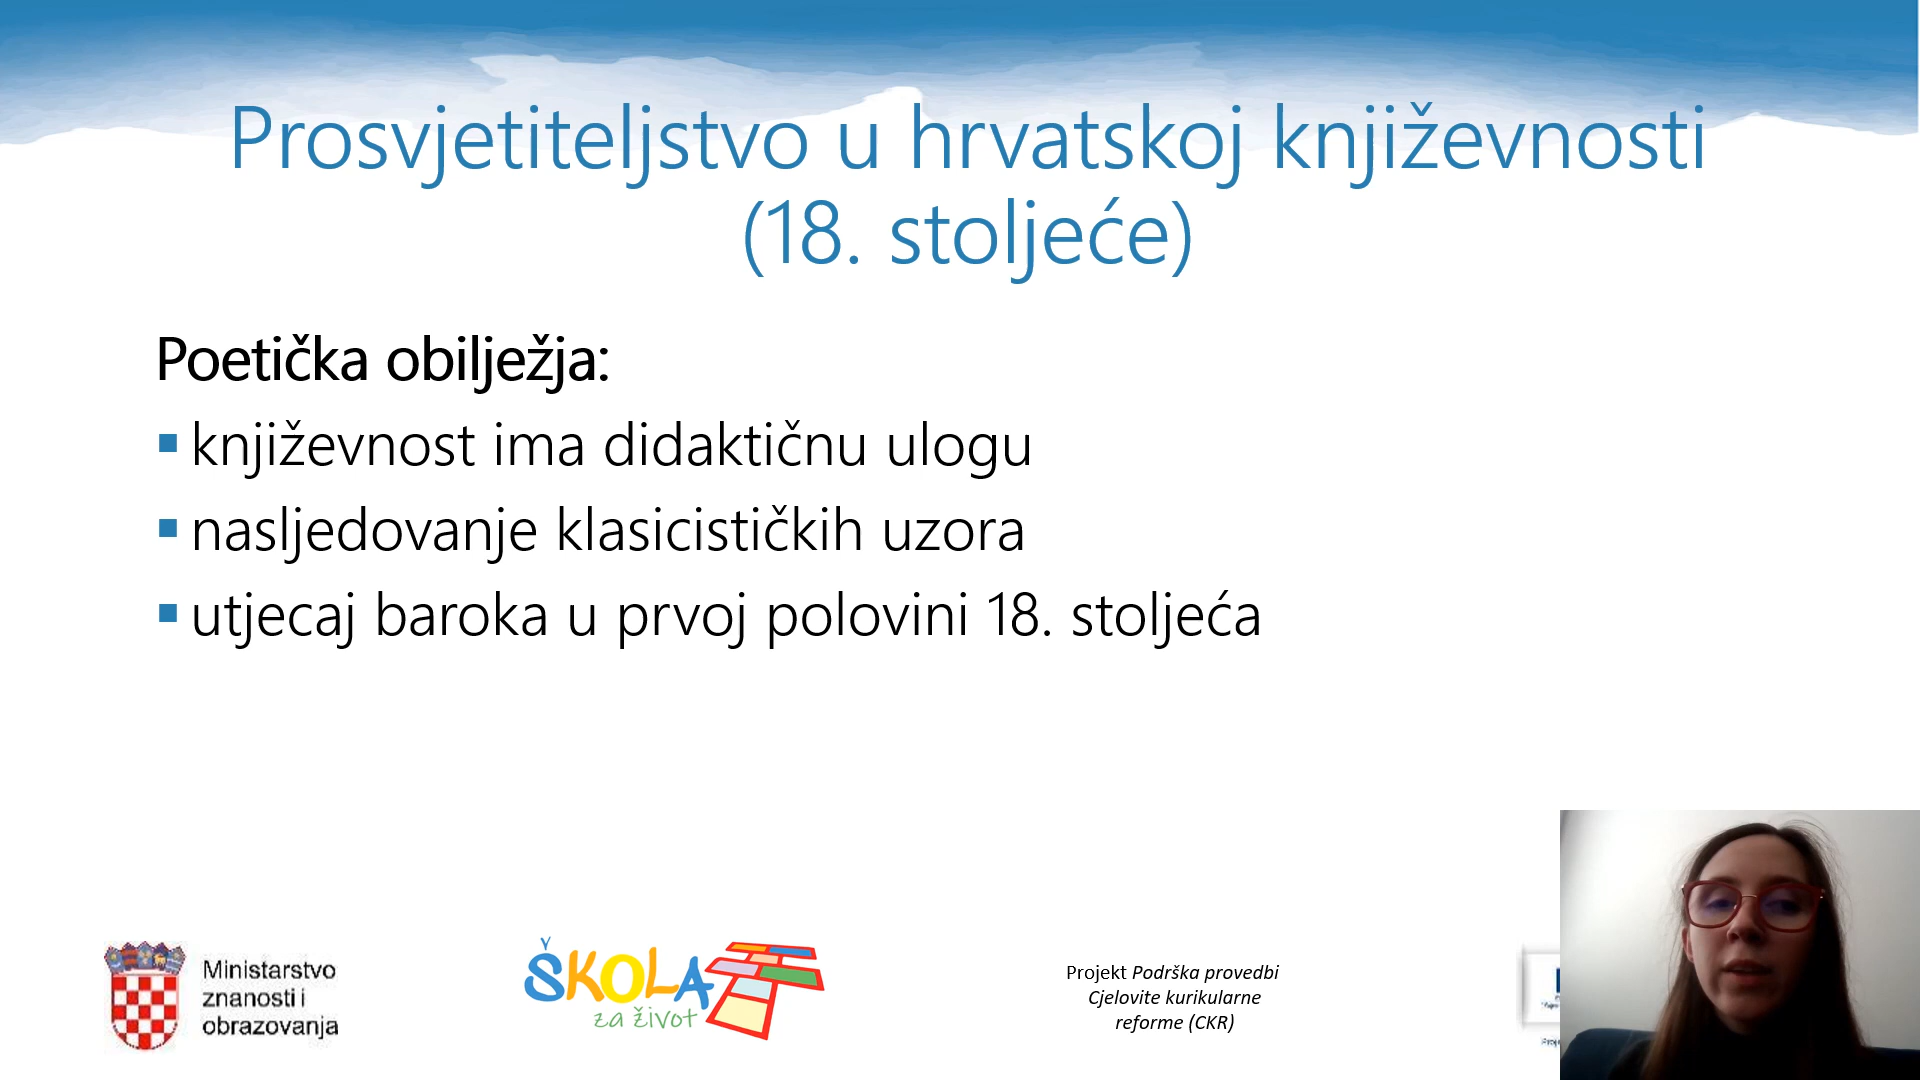 Prosvjetiteljstvo u hrvatskoj književnosti
(18. stoljeće)
Poetička obilježja:
▪ književnost ima didaktičnu ulogu
▪ nasljedovanje klasicističkih uzora
▪ utjecaj baroka u prvoj polovini 18. stoljeća
Ministarstvo
znanosti i
obrazovanja
ŠKOLA
za život
Projekt Podrška provedbi
Cjelovite kurikularne
reforme (CKR)